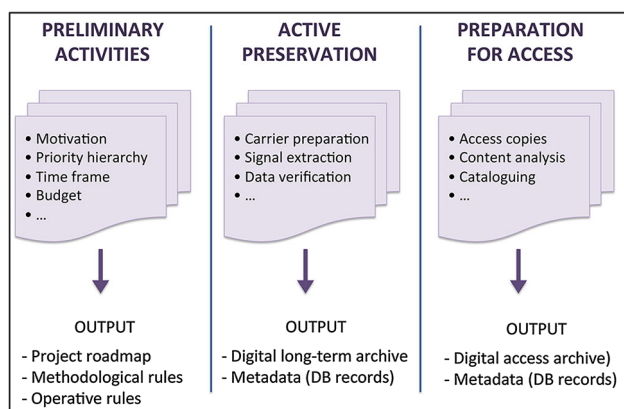 PRELIMINARY
ACTIVITIES
• Motivation
• Priority hierarchy
• Time frame
• Budget
• ...
OUTPUT
- Project roadmap
- Methodological rules
- Operative rules
ACTIVE
PRESERVATION
• Carrier preparation
• Signal extraction
• Data verification
• ...
OUTPUT
- Digital long-term archive
- Metadata (DB records)
PREPARATION
FOR ACCESS
• Access copies
• Content analysis
• Cataloguing
• ...
OUTPUT
- Digital access archive)
- Metadata (DB records)